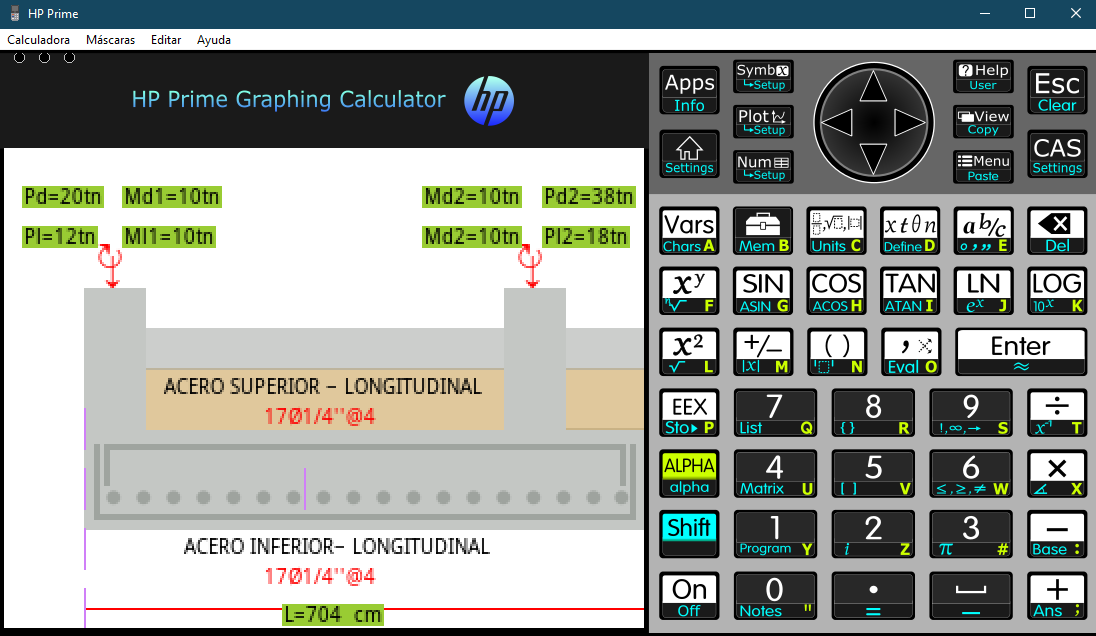 HP Prime
Calculadora Máscaras Editar Ayuda
HP Prime Graphing Calculator hp
Pd=20tn Md1=10tn Md2=10tn Pd2=38tn
Pl=12tn Ml1=10tn Md2=10tn Pl2=18tn
ACERO SUPERIOR - LONGITUDINAL
17Ø1/4''@4
ACERO INFERIOR- LONGITUDINAL
17Ø1/4''@4
L=704 cm
Apps Info
Symb Setup
Help User
Esc Clear
Plot Setup
View Copy
Settings
Num Setup
Menu Paste
CAS Settings
Vars Chars A
Mem B
Units C
x t θ n Define D
a b/c ° ' " E
Del
x^y ⁿ√ F
SIN ASIN G
COS ACOS H
TAN ATAN I
LN e^x J
LOG 10^x K
x² √ L
+/− |x| M
( ) N
, Eval O
Enter ≈
EEX Sto▸ P
7 List Q
8 { } R
9 !,∞,→ S
÷ x⁻¹ T
ALPHA alpha
4 Matrix U
5 [ ] V
6 ≤,≥,≠ W
× ∡ X
Shift
1 Program Y
2 i Z
3 π #
− Base :
On Off
0 Notes "
. =
␣ _
+ Ans ;